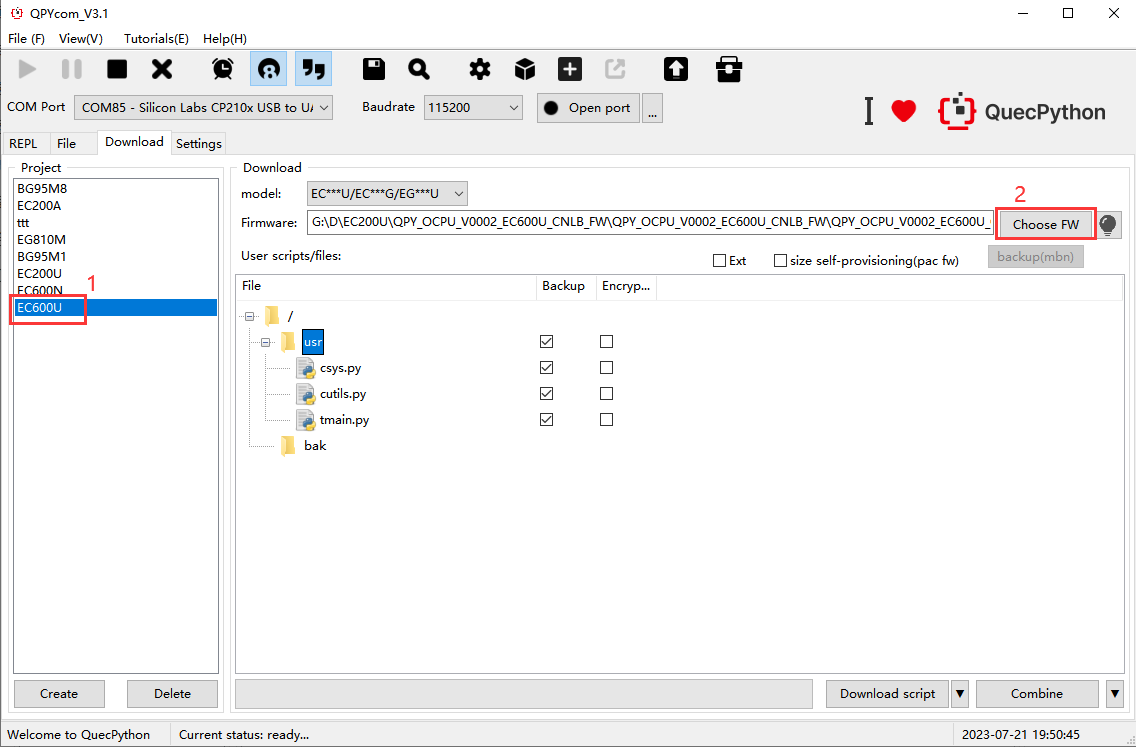 QPYcom_V3.1
File (F) View(V) Tutorials(E) Help(H)
COM Port COM85 - Silicon Labs CP210x USB to UA Baudrate 115200 Open port ... I QuecPython
REPL File Download Settings
Project
BG95M8
EC200A
ttt
EG810M
BG95M1
EC200U
EC600N
EC600U
1
Create Delete
Download
model: EC***U/EC***G/EG***U
2
Firmware: G:\D\EC200U\QPY_OCPU_V0002_EC600U_CNLB_FW\QPY_OCPU_V0002_EC600U_CNLB_FW\QPY_OCPU_V0002_EC600U_ Choose FW
User scripts/files: Ext size self-provisioning(pac fw) backup(mbn)
File Backup Encryp...
/
usr
csys.py
cutils.py
tmain.py
bak
Download script Combine
Welcome to QuecPython Current status: ready... 2023-07-21 19:50:45